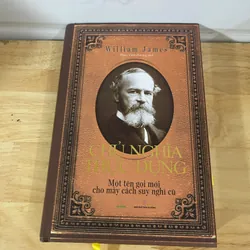 William James
CHỦ NGHĨA
THỰC DỤNG
Một tên gọi mới
cho mấy cách suy nghĩ cũ